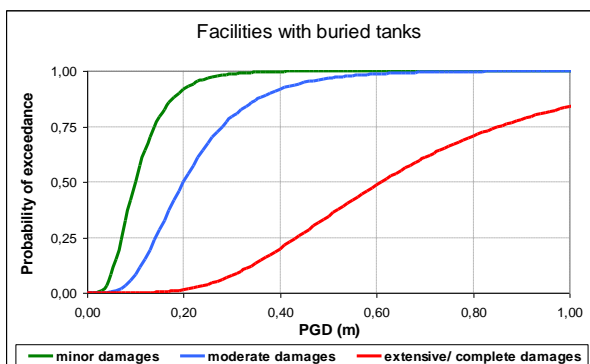 Facilities with buried tanks
Probability of exceedance
1,00
0,75
0,50
0,25
0,00
0,00 0,20 0,40 0,60 0,80 1,00
PGD (m)
minor damages moderate damages extensive/ complete damages